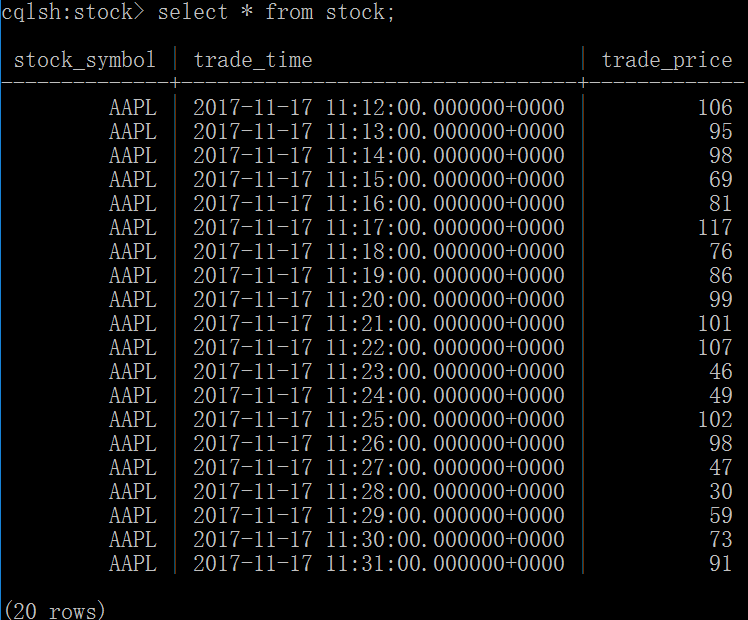 cqlsh:stock> select * from stock;
stock_symbol | trade_time | trade_price
--------------+---------------------------------+-------------
AAPL | 2017-11-17 11:12:00.000000+0000 | 106
AAPL | 2017-11-17 11:13:00.000000+0000 | 95
AAPL | 2017-11-17 11:14:00.000000+0000 | 98
AAPL | 2017-11-17 11:15:00.000000+0000 | 69
AAPL | 2017-11-17 11:16:00.000000+0000 | 81
AAPL | 2017-11-17 11:17:00.000000+0000 | 117
AAPL | 2017-11-17 11:18:00.000000+0000 | 76
AAPL | 2017-11-17 11:19:00.000000+0000 | 86
AAPL | 2017-11-17 11:20:00.000000+0000 | 99
AAPL | 2017-11-17 11:21:00.000000+0000 | 101
AAPL | 2017-11-17 11:22:00.000000+0000 | 107
AAPL | 2017-11-17 11:23:00.000000+0000 | 46
AAPL | 2017-11-17 11:24:00.000000+0000 | 49
AAPL | 2017-11-17 11:25:00.000000+0000 | 102
AAPL | 2017-11-17 11:26:00.000000+0000 | 98
AAPL | 2017-11-17 11:27:00.000000+0000 | 47
AAPL | 2017-11-17 11:28:00.000000+0000 | 30
AAPL | 2017-11-17 11:29:00.000000+0000 | 59
AAPL | 2017-11-17 11:30:00.000000+0000 | 73
AAPL | 2017-11-17 11:31:00.000000+0000 | 91
(20 rows)